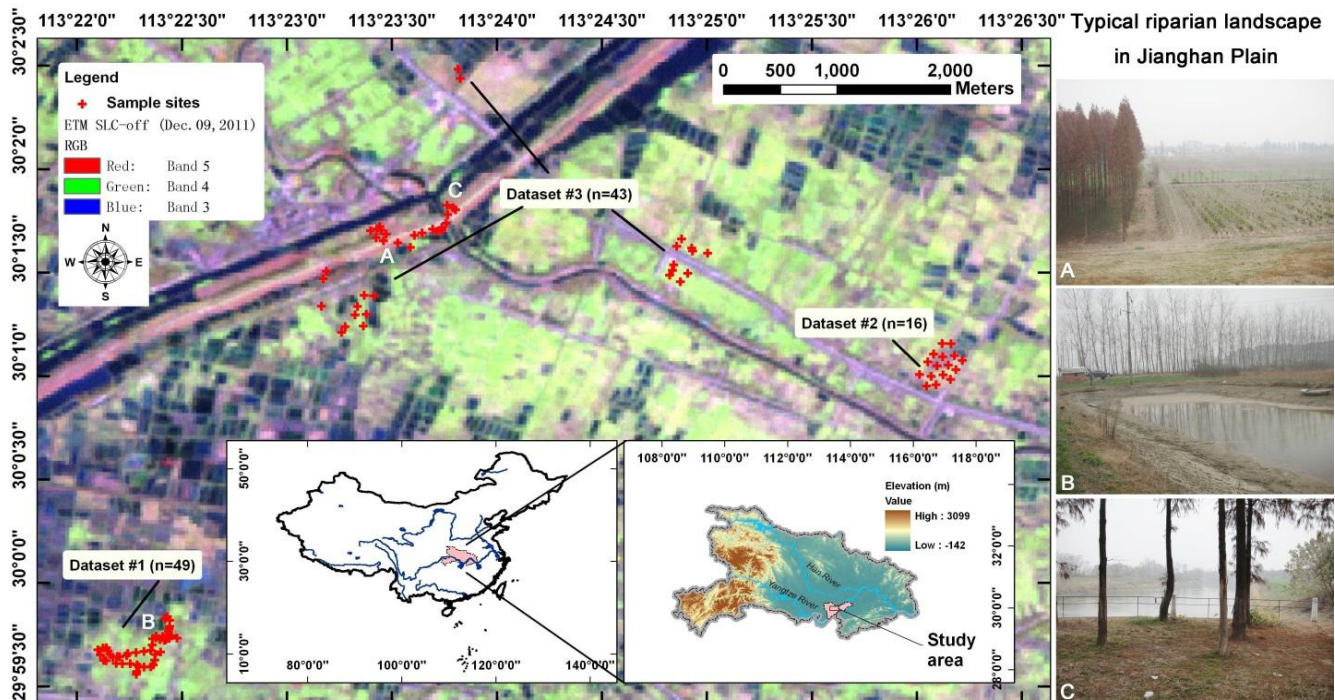 113°22'0"
113°22'30"
113°23'0"
113°23'30"
113°24'0"
113°24'30"
113°25'0"
113°25'30"
113°26'0"
113°26'30"
Typical riparian landscape
in Jianghan Plain
30°2'30"
30°2'0"
30°1'30"
30°1'0"
30°0'30"
30°0'0"
29°59'30"
Legend
Sample sites
ETM SLC-off (Dec.09,2011)
RGB
Red: Band 5
Green: Band 4
Blue: Band 3
N
W E
S
0 500 1,000 2,000
Meters
C
Dataset #3 (n=43)
A
Dataset #2 (n=16)
Dataset #1 (n=49)
B
50°0'0"
30°0'0"
10°0'0"
80°0'0"
100°0'0"
120°0'0"
140°0'0"
108°0'0"
110°0'0"
112°0'0"
114°0'0"
116°0'0"
118°0'0"
Elevation (m)
Value
High : 3099
Low : -142
32°0'0"
30°0'0"
28°0'0"
Han River
Yangtze River
Study
area
A
B
C